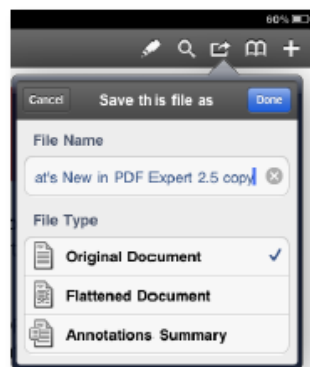 60%
Cancel Save this file as Done
File Name
at's New in PDF Expert 2.5 copy
File Type
Original Document
Flattened Document
Annotations Summary